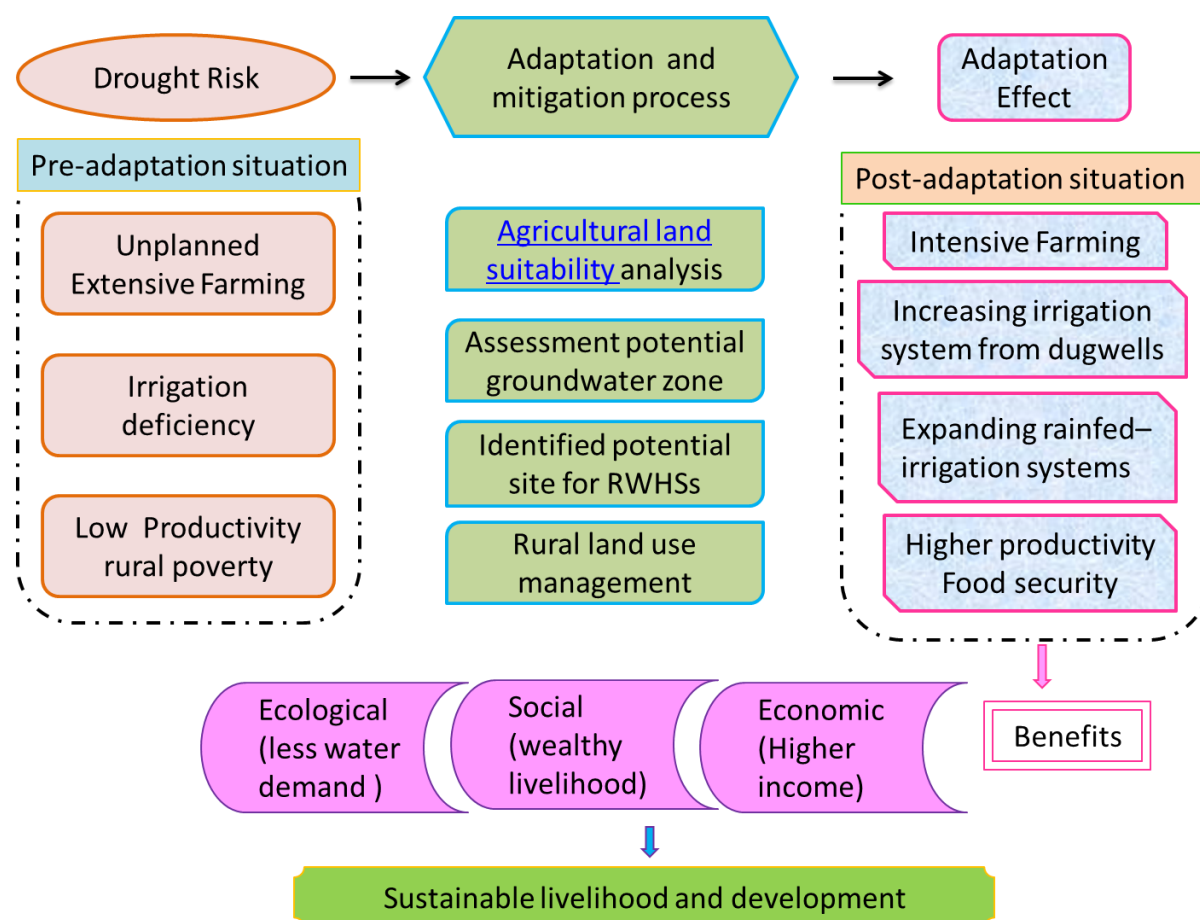 Drought Risk
Adaptation and
mitigation process
Adaptation
Effect
Pre-adaptation situation
Post-adaptation situation
Unplanned
Extensive Farming
Irrigation
deficiency
Low Productivity
rural poverty
Agricultural land
suitability analysis
Assessment potential
groundwater zone
Identified potential
site for RWHSs
Rural land use
management
Intensive Farming
Increasing irrigation
system from dugwells
Expanding rainfed–
irrigation systems
Higher productivity
Food security
Ecological
(less water
demand )
Social
(wealthy
livelihood)
Economic
(Higher
income)
Benefits
Sustainable livelihood and development